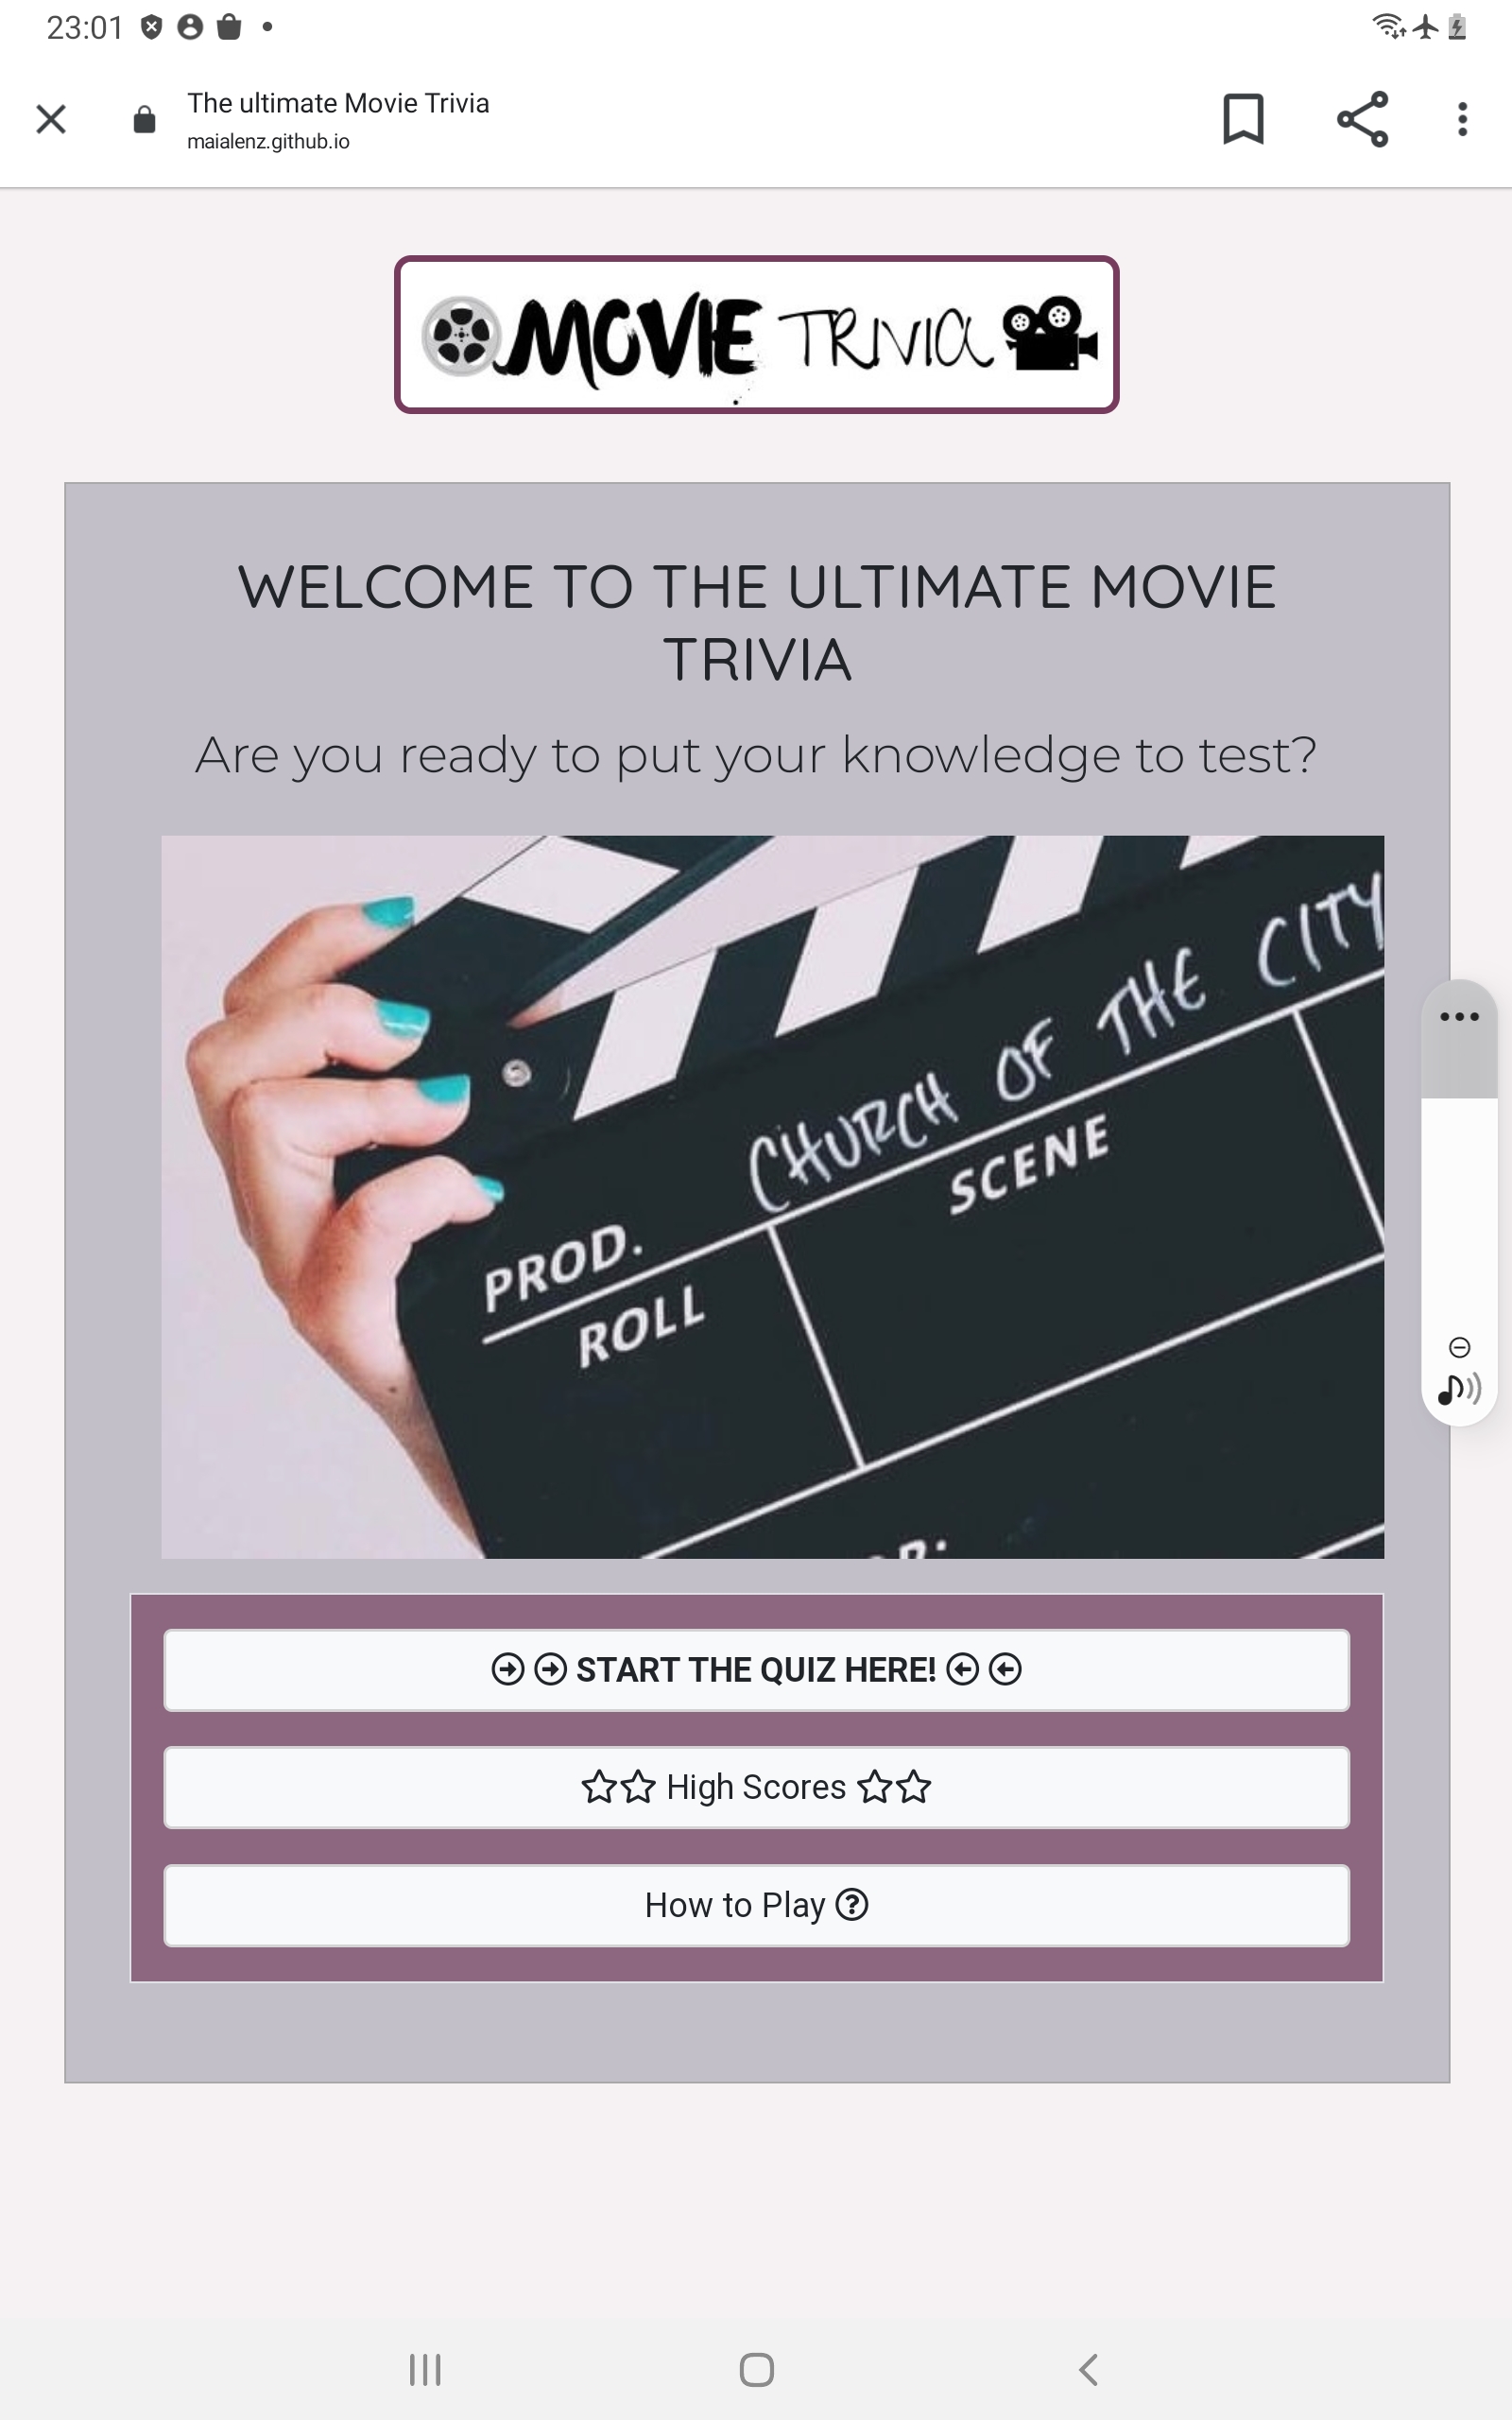 23:01
The ultimate Movie Trivia
maialenz.github.io
MOVIE TRIVIA
WELCOME TO THE ULTIMATE MOVIE
TRIVIA
Are you ready to put your knowledge to test?
PROD. CHURCH OF THE CITY
ROLL SCENE
START THE QUIZ HERE!
High Scores
How to Play